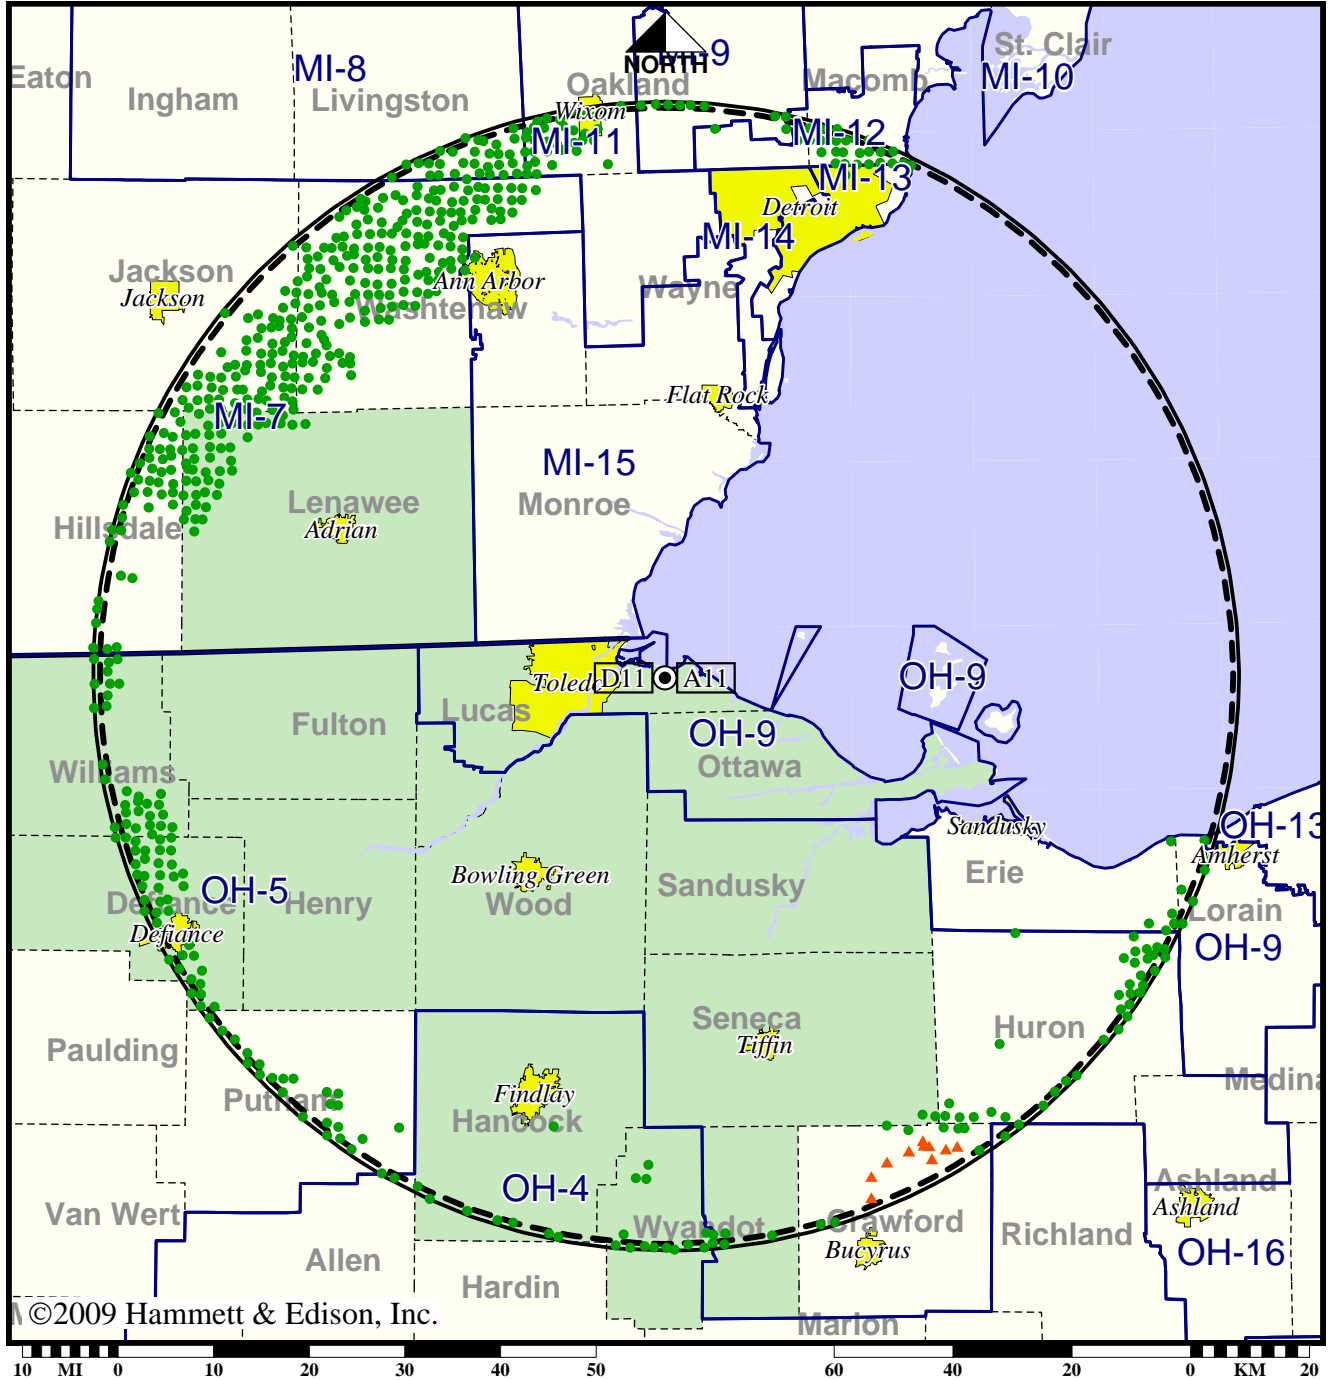 St. Clair
MI-9
NORTH
Eaton
MI-8
Oakland
Macomb
MI-10
Ingham
Livingston
Wixom
MI-11
MI-12
MI-13
Detroit
MI-14
Jackson
Jackson
Ann Arbor
Washtenaw
Wayne
Flat Rock
MI-7
MI-15
Lenawee
Monroe
Hillsdale
Adrian
Toledo
D11
A11
OH-9
Lucas
Fulton
OH-9
Ottawa
Williams
Sandusky
OH-13
Amherst
Bowling Green
Sandusky
Erie
OH-5
Defiance
Henry
Wood
Lorain
Defiance
OH-9
Seneca
Huron
Tiffin
Paulding
Medina
Findlay
Putnam
Hancock
OH-4
Ashland
Ashland
Van Wert
Wyandot
Crawford
Richland
Bucyrus
OH-16
Allen
Hardin
©2009 Hammett & Edison, Inc.
Marion
10 MI 0 10 20 30 40 50 60 40 20 0 KM 20